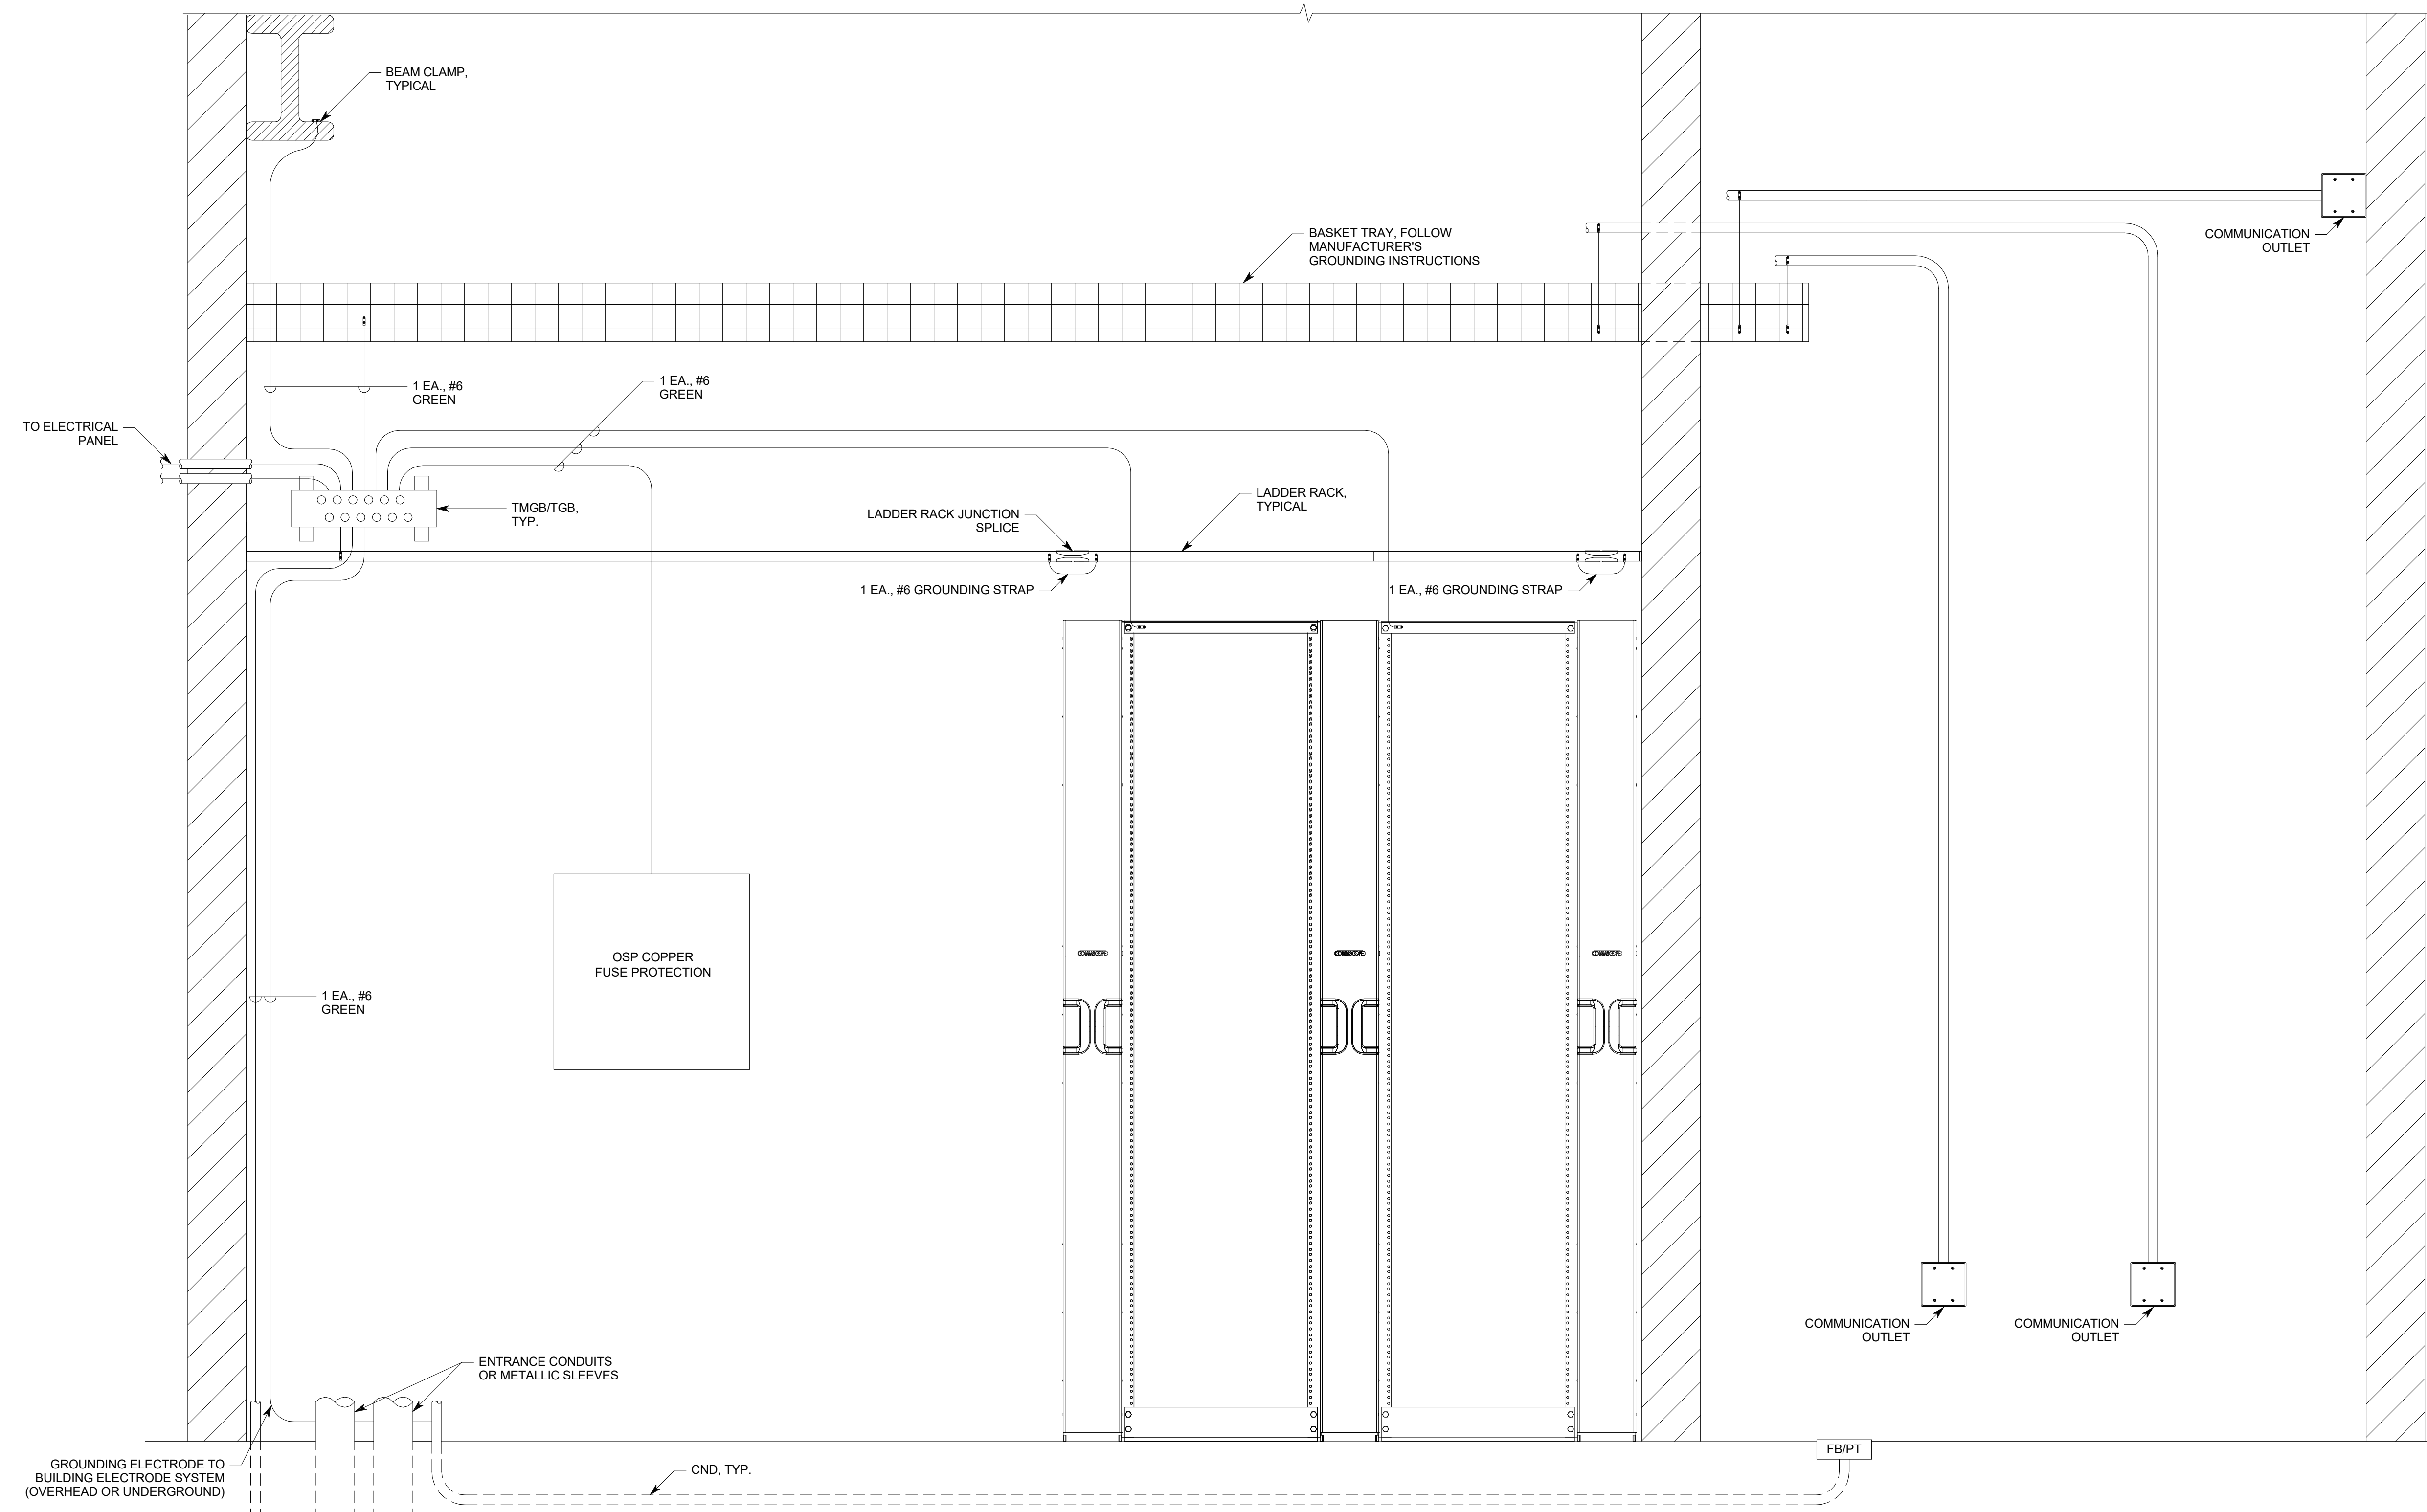 BEAM CLAMP,
TYPICAL
BASKET TRAY, FOLLOW
MANUFACTURER'S
GROUNDING INSTRUCTIONS
COMMUNICATION
OUTLET
1 EA., #6
GREEN
1 EA., #6
GREEN
TO ELECTRICAL
PANEL
TMGB/TGB,
TYP.
LADDER RACK JUNCTION
SPLICE
LADDER RACK,
TYPICAL
1 EA., #6 GROUNDING STRAP
1 EA., #6 GROUNDING STRAP
OSP COPPER
FUSE PROTECTION
COMMSCOPE
COMMSCOPE
COMMSCOPE
1 EA., #6
GREEN
COMMUNICATION
OUTLET
COMMUNICATION
OUTLET
ENTRANCE CONDUITS
OR METALLIC SLEEVES
GROUNDING ELECTRODE TO
BUILDING ELECTRODE SYSTEM
(OVERHEAD OR UNDERGROUND)
CND, TYP.
FB/PT